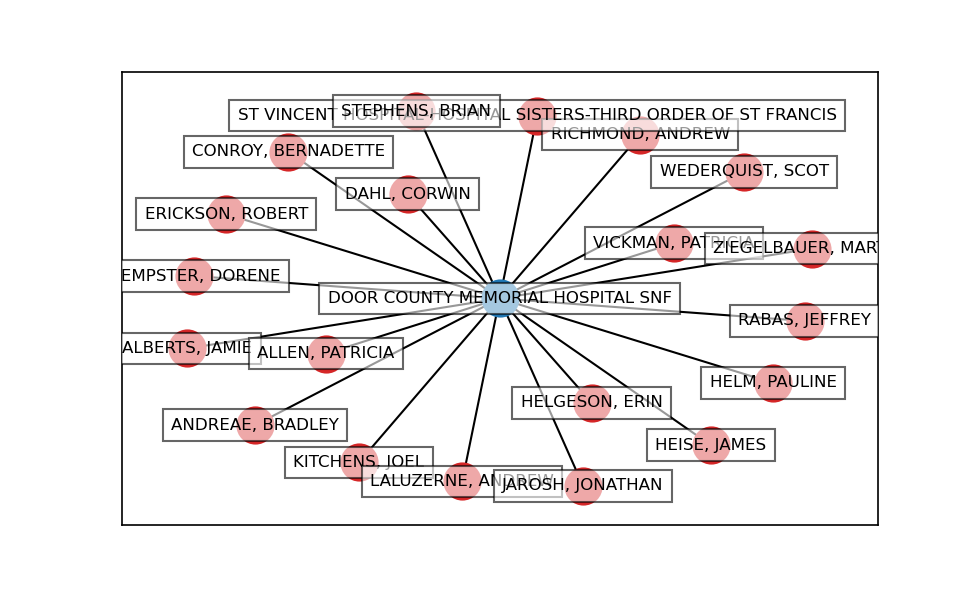 STEPHENS, BRIAN
ST VINCENT HOSPITAL HOSPITAL SISTERS-THIRD ORDER OF ST FRANCIS
RICHMOND, ANDREW
CONROY, BERNADETTE
WEDERQUIST, SCOT
DAHL, CORWIN
ERICKSON, ROBERT
VICKMAN, PATRICIA
ZIEGELBAUER, MAR
EMPSTER, DORENE
DOOR COUNTY MEMORIAL HOSPITAL SNF
RABAS, JEFFREY
ALBERTS, JAMIE
ALLEN, PATRICIA
HELM, PAULINE
HELGESON, ERIN
ANDREAE, BRADLEY
HEISE, JAMES
KITCHENS, JOEL
LALUZERNE, ANDREW
JAROSH, JONATHAN